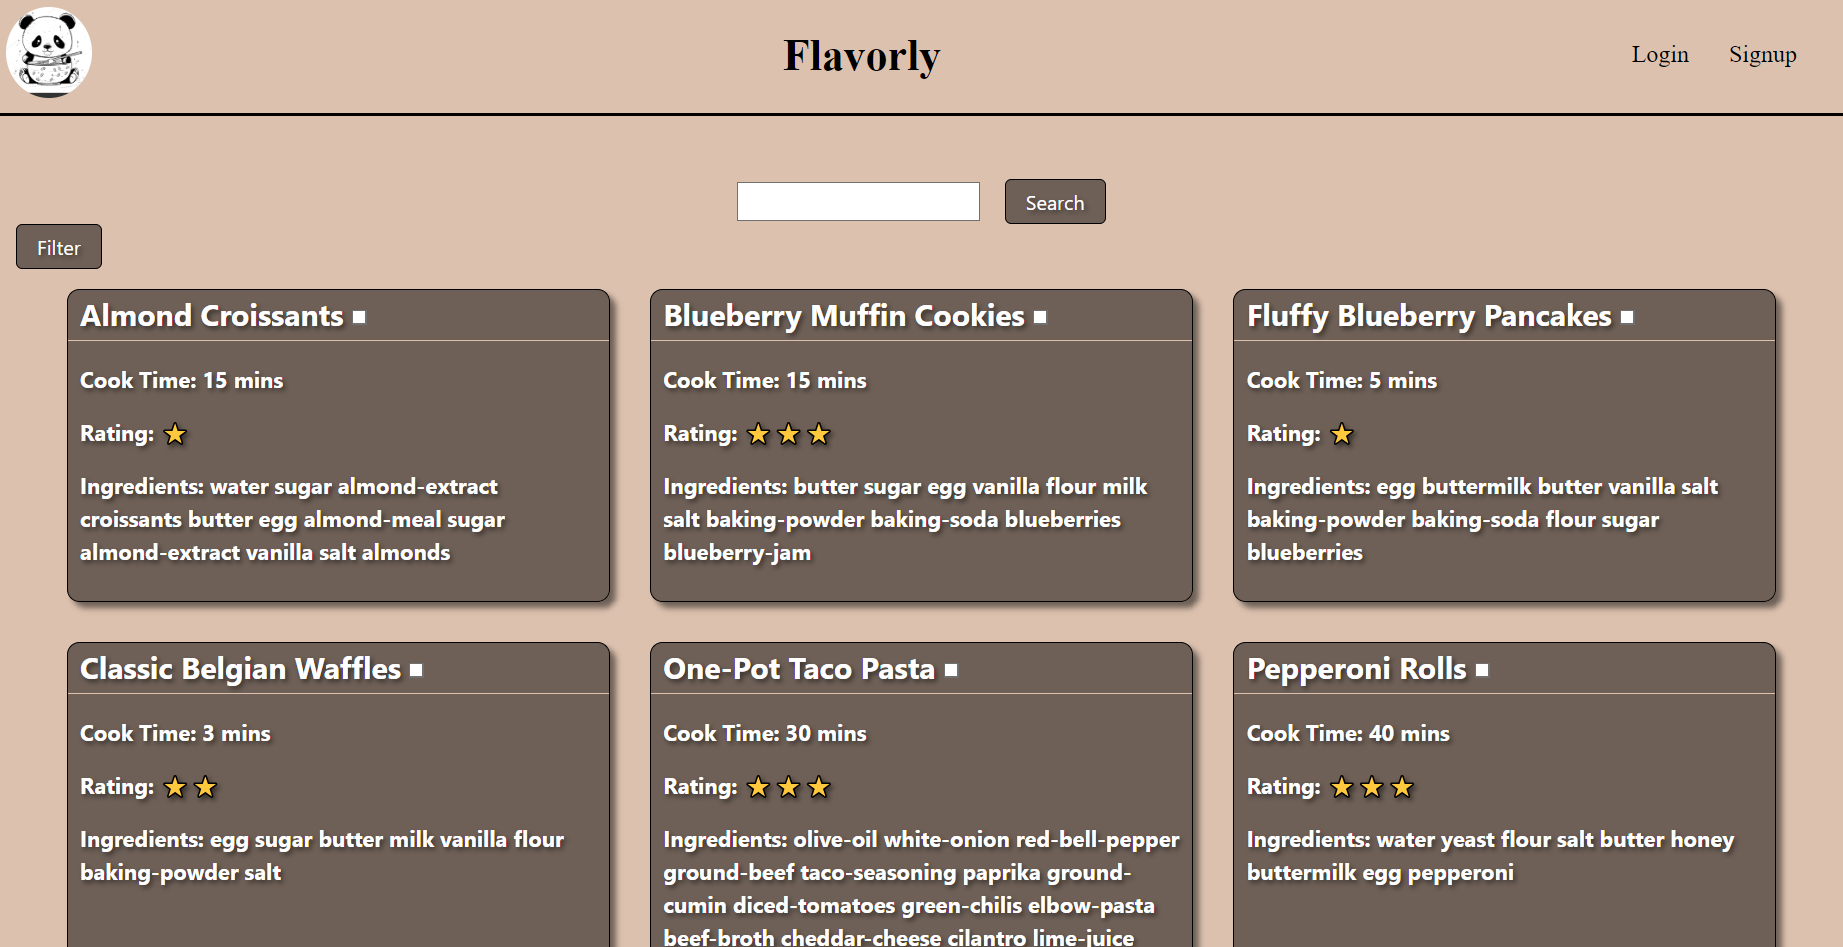 Flavorly
Login
Signup
Search
Filter
Almond Croissants
Cook Time: 15 mins
Rating:
Ingredients: water sugar almond-extract
croissants butter egg almond-meal sugar
almond-extract vanilla salt almonds
Blueberry Muffin Cookies
Cook Time: 15 mins
Rating:
Ingredients: butter sugar egg vanilla flour milk
salt baking-powder baking-soda blueberries
blueberry-jam
Fluffy Blueberry Pancakes
Cook Time: 5 mins
Rating:
Ingredients: egg buttermilk butter vanilla salt
baking-powder baking-soda flour sugar
blueberries
Classic Belgian Waffles
Cook Time: 3 mins
Rating:
Ingredients: egg sugar butter milk vanilla flour
baking-powder salt
One-Pot Taco Pasta
Cook Time: 30 mins
Rating:
Ingredients: olive-oil white-onion red-bell-pepper
ground-beef taco-seasoning paprika ground-
cumin diced-tomatoes green-chilis elbow-pasta
beef-broth cheddar-cheese cilantro lime-juice
Pepperoni Rolls
Cook Time: 40 mins
Rating:
Ingredients: water yeast flour salt butter honey
buttermilk egg pepperoni